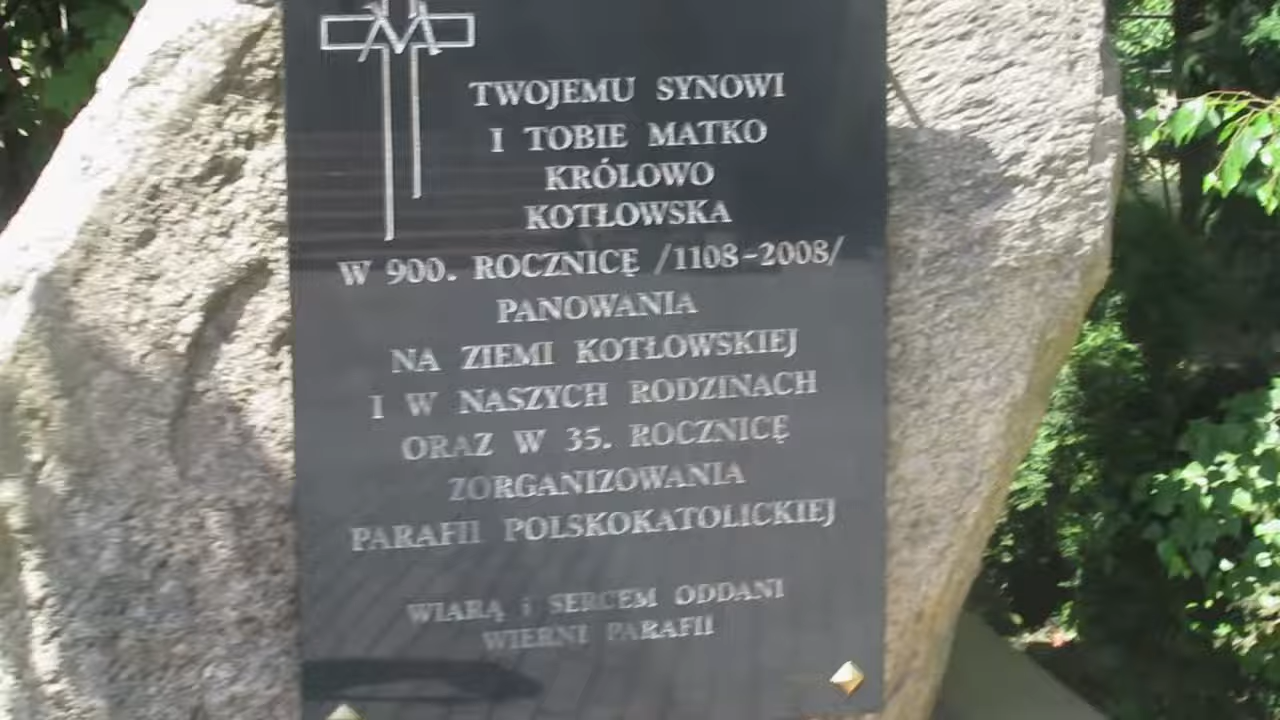 M
TWOJEMU SYNOWI
I TOBIE MATKO
KRÓLOWO
KOTŁOWSKA
W 900. ROCZNICĘ /1108-2008/
PANOWANIA
NA ZIEMI KOTŁOWSKIEJ
I W NASZYCH RODZINACH
ORAZ W 35. ROCZNICĘ
ZORGANIZOWANIA
PARAFII POLSKOKATOLICKIEJ
WIARĄ i SERCEM ODDANI
WIERNI PARAFII